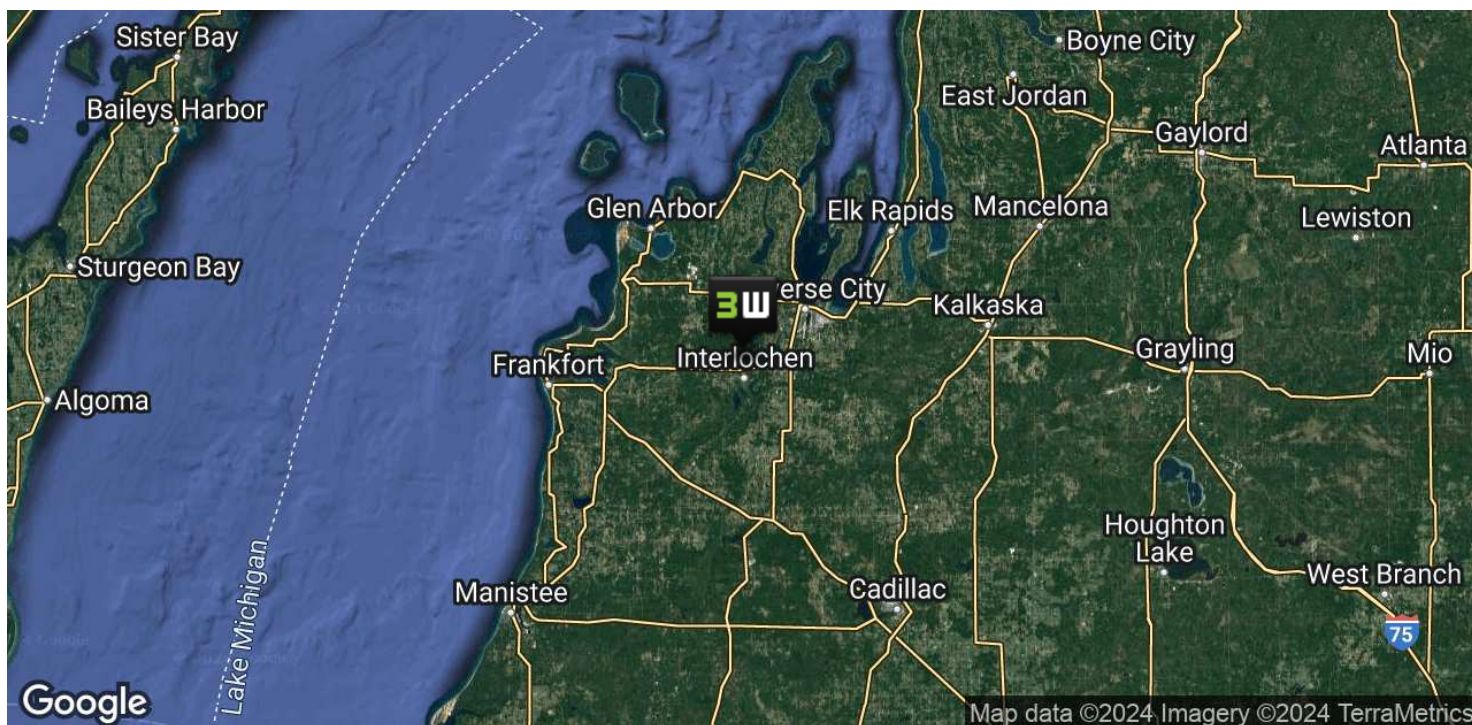 Sister Bay
Boyne City
East Jordan
Baileys Harbor
Gaylord
Atlanta
Glen Arbor
Elk Rapids
Mancelona
Lewiston
Sturgeon Bay
3W
verse City
Kalkaska
Interlochen
Frankfort
Grayling
Mio
Algoma
Houghton
Lake
West Branch
Manistee
Cadillac
75
Lake Michigan
Google
Map data ©2024 Imagery ©2024 TerraMetrics